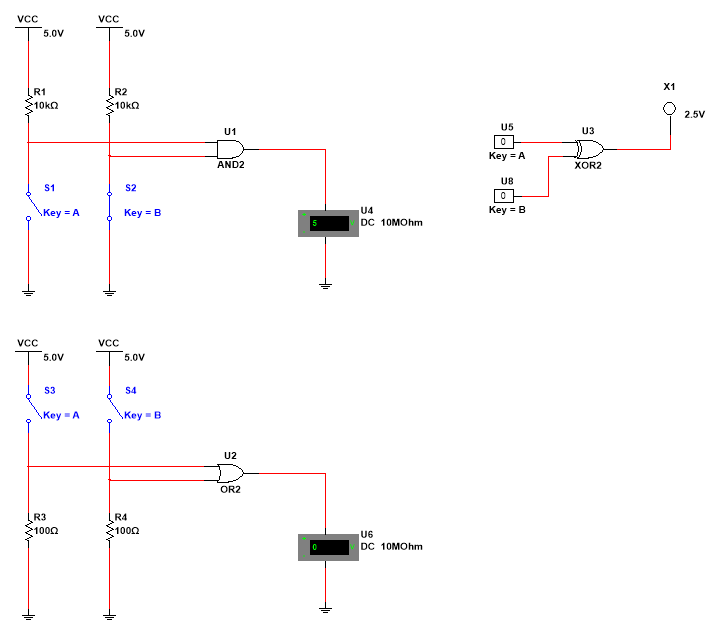 VCC
5.0V
VCC
5.0V
R1
10kΩ
R2
10kΩ
U1
AND2
S1
Key = A
S2
Key = B
U4
DC 10MOhm
X1
2.5V
U5
0
Key = A
U3
XOR2
U8
0
Key = B
VCC
5.0V
VCC
5.0V
S3
Key = A
S4
Key = B
U2
OR2
R3
100Ω
R4
100Ω
U6
0
DC 10MOhm